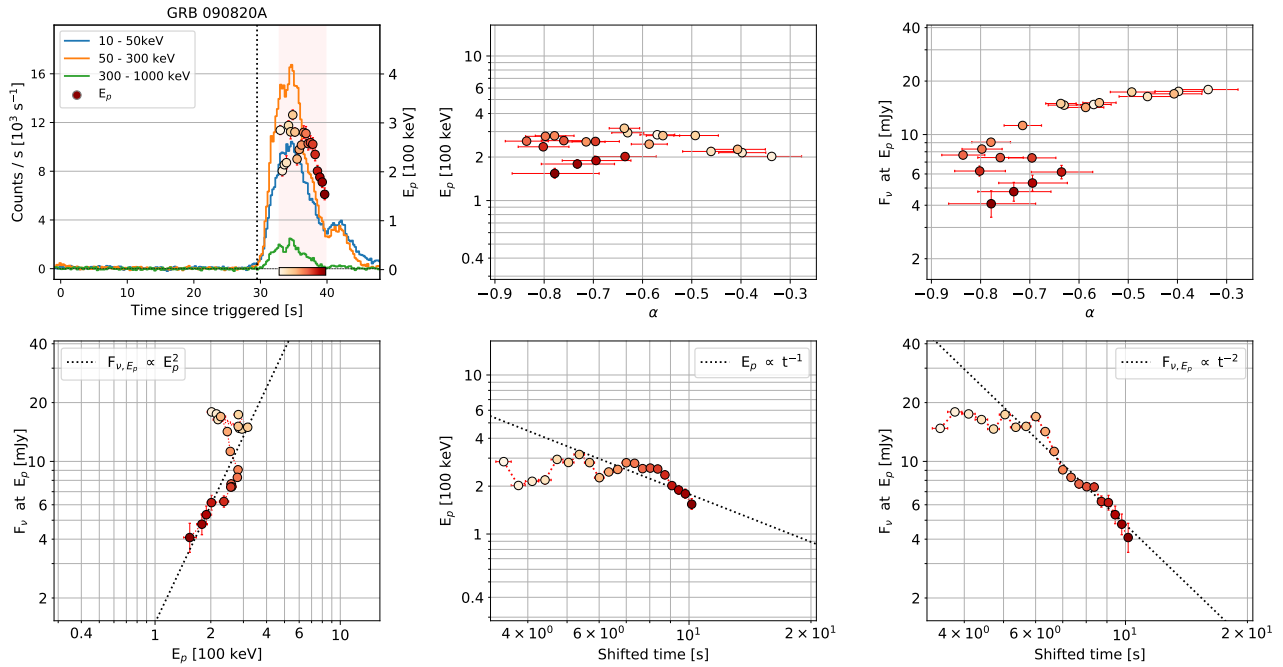 GRB 090820A
10 - 50keV
50 - 300 keV
300 - 1000 keV
E_p
Counts / s [10³ s⁻¹]
0
4
8
12
16
E_p [100 keV]
0
1
2
3
4
0
10
20
30
40
Time since triggered [s]
E_p [100 keV]
10
6
4
2
1
0.4
−0.9
−0.8
−0.7
−0.6
−0.5
−0.4
−0.3
α
F_ν at E_p [mJy]
40
20
10
6
4
2
−0.9
−0.8
−0.7
−0.6
−0.5
−0.4
−0.3
α
F_{ν, E_p} ∝ E_p²
F_ν at E_p [mJy]
40
20
10
6
4
2
0.4
1
2
4
6
10
E_p [100 keV]
E_p ∝ t⁻¹
E_p [100 keV]
10
6
4
2
1
0.4
4 × 10⁰
6 × 10⁰
10¹
2 × 10¹
Shifted time [s]
F_{ν, E_p} ∝ t⁻²
F_ν at E_p [mJy]
40
20
10
6
4
2
4 × 10⁰
6 × 10⁰
10¹
2 × 10¹
Shifted time [s]